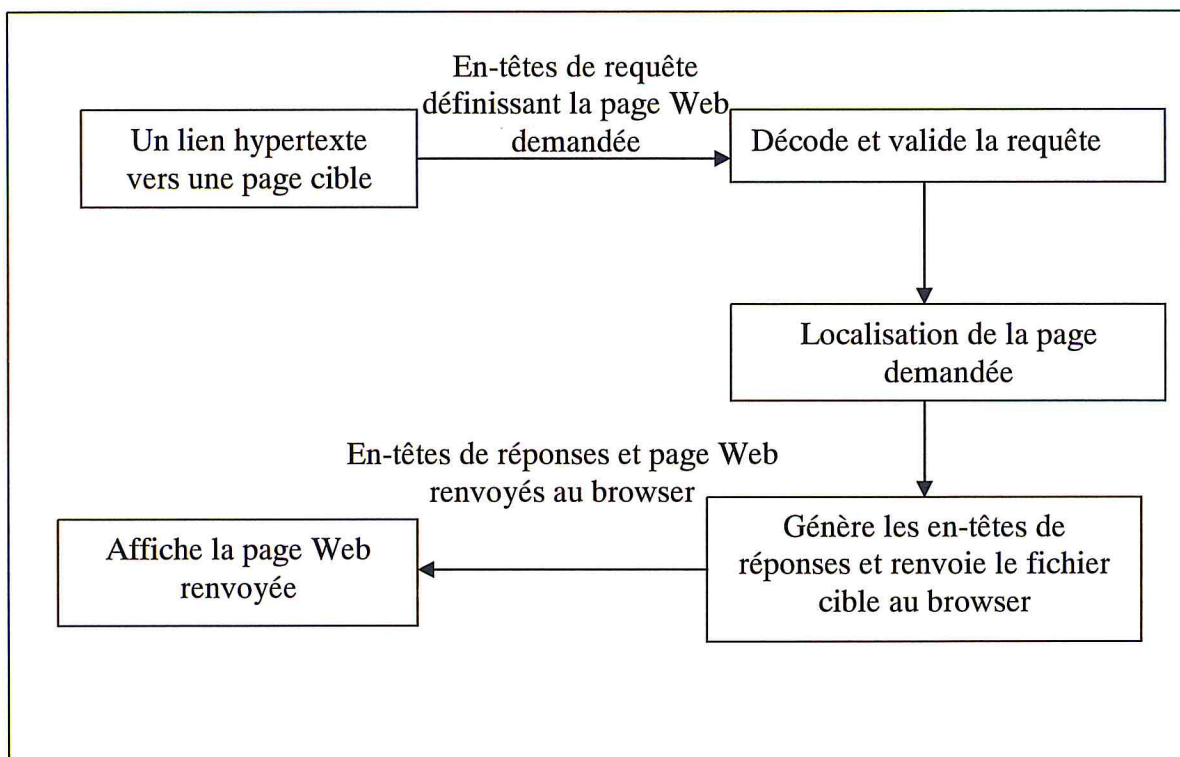 En-têtes de requête
définissant la page Web
demandée
Un lien hypertexte
vers une page cible
Décode et valide la requête
Localisation de la page
demandée
En-têtes de réponses et page Web
renvoyés au browser
Génère les en-têtes de
réponses et renvoie le fichier
cible au browser
Affiche la page Web
renvoyée